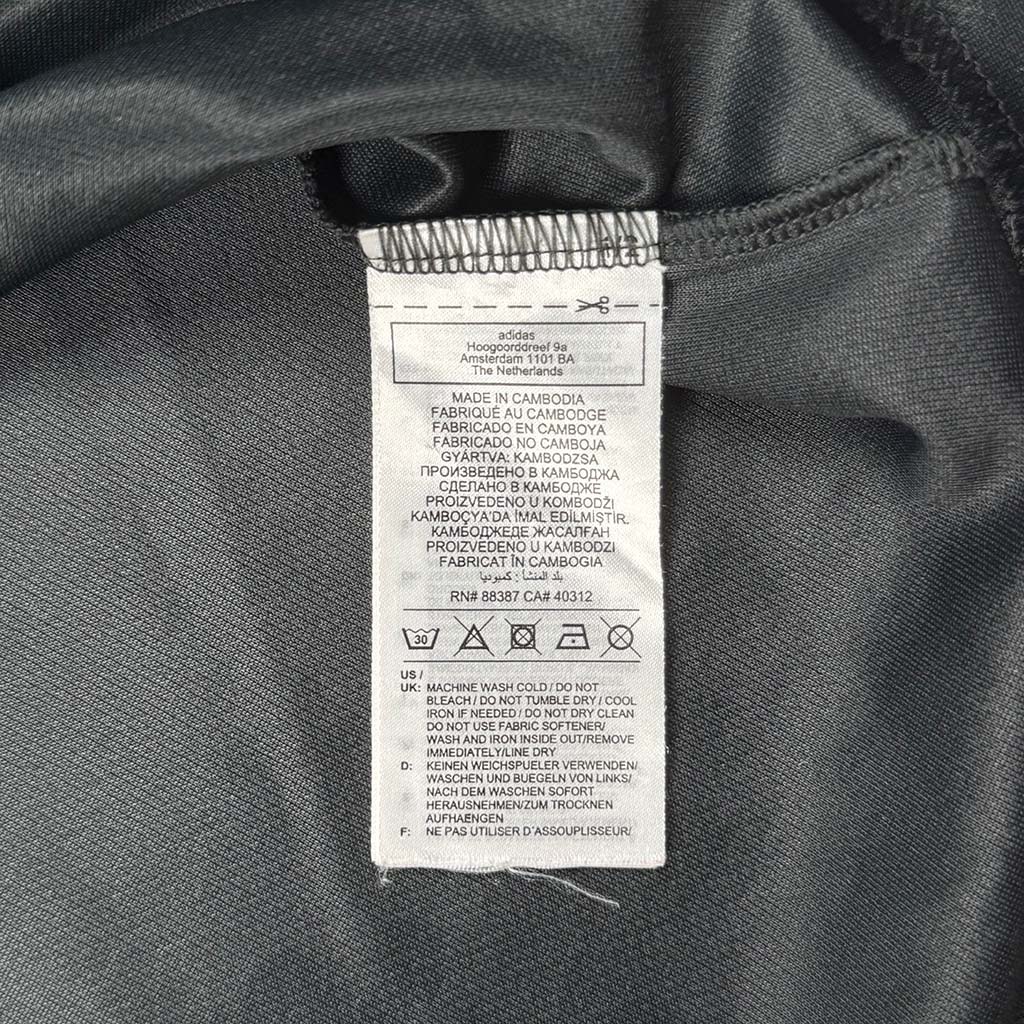 adidas
Hoogoorddreef 9a
Amsterdam 1101 BA
The Netherlands
MADE IN CAMBODIA
FABRIQUÉ AU CAMBODGE
FABRICADO EN CAMBOYA
FABRICADO NO CAMBOJA
GYÁRTVA: KAMBODZSA
ПРОИЗВЕДЕНО В КАМБОДЖА
СДЕЛАНО В КАМБОДЖЕ
PROIZVEDENO U KOMBODŽI
KAMBOÇYA'DA İMAL EDİLMİŞTİR.
КАМБОДЖЕДЕ ЖАСАЛҒАН
PROIZVEDENO U KAMBODZI
FABRICAT ÎN CAMBOGIA
بلد المنشأ : كمبوديا
RN# 88387 CA# 40312
30
US /
UK: MACHINE WASH COLD / DO NOT
BLEACH / DO NOT TUMBLE DRY / COOL
IRON IF NEEDED / DO NOT DRY CLEAN
DO NOT USE FABRIC SOFTENER/
WASH AND IRON INSIDE OUT/REMOVE
IMMEDIATELY/LINE DRY
D: KEINEN WEICHSPUELER VERWENDEN/
WASCHEN UND BUEGELN VON LINKS/
NACH DEM WASCHEN SOFORT
HERAUSNEHMEN/ZUM TROCKNEN
AUFHAENGEN
F: NE PAS UTILISER D'ASSOUPLISSEUR/